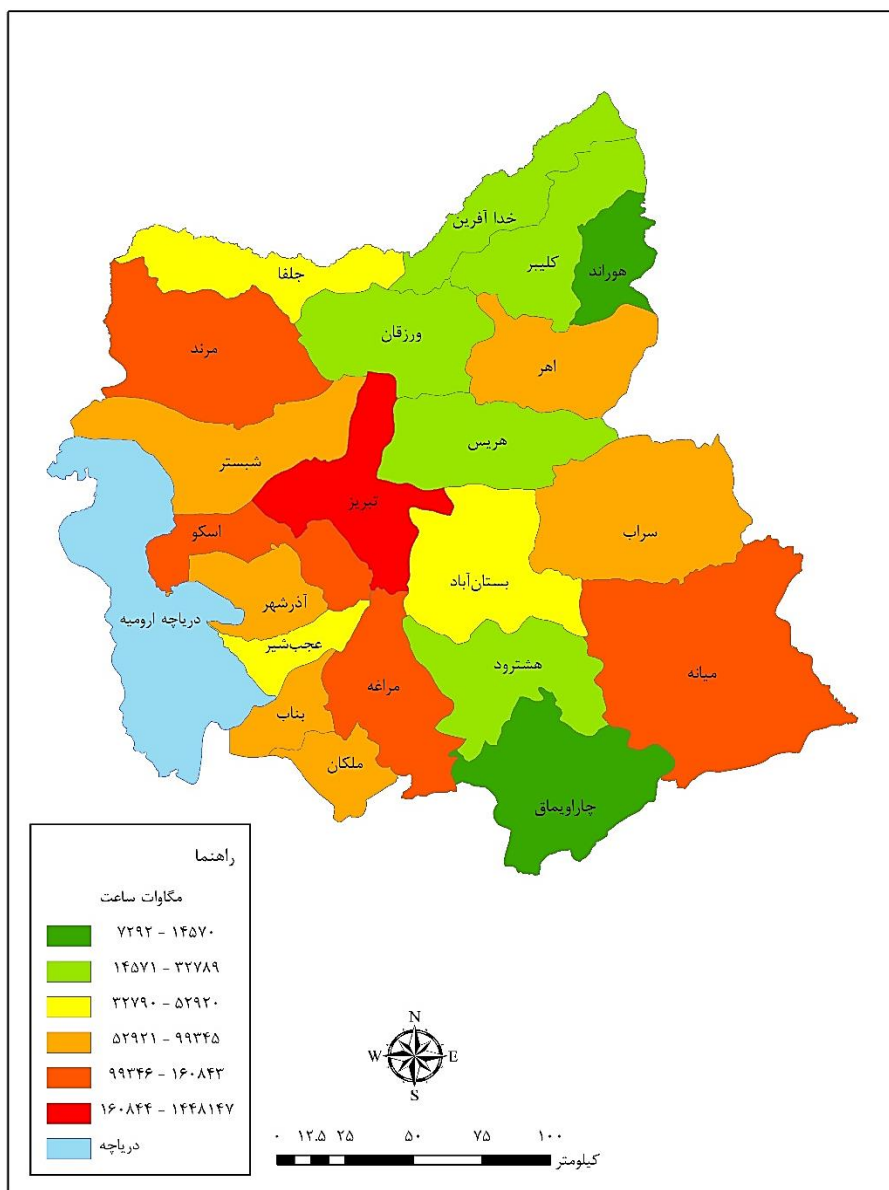 خدا آفرین
کلیبر
هوراند
جلفا
ورزقان
مرند
اهر
هریس
شبستر
تبریز
اسکو
سراب
بستان‌آباد
آذرشهر
دریاچه ارومیه
عجب‌شیر
هشترود
میانه
مراغه
بناب
ملکان
چاراویماق
راهنما
مگاوات ساعت
۷۲۹۲ - ۱۴۵۷۰
۱۴۵۷۱ - ۳۲۷۸۹
۳۲۷۹۰ - ۵۲۹۲۰
۵۲۹۲۱ - ۹۹۳۴۵
۹۹۳۴۶ - ۱۶۰۸۴۳
۱۶۰۸۴۴ - ۱۴۴۸۱۴۷
دریاچه
N
W E
S
۰ ۱۲.۵ ۲۵ ۵۰ ۷۵ ۱۰۰
کیلومتر